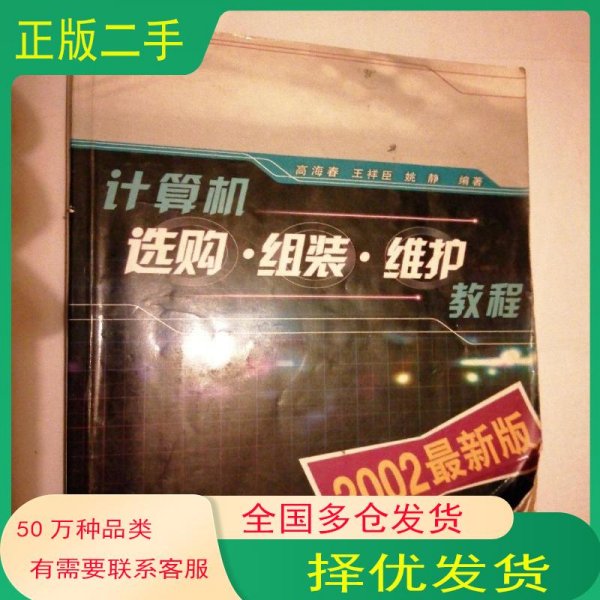 正版二手
高海春 王祥臣 姚静 编著
计算机
选购·组装·维护
教程
2002最新版
50万种品类
有需要联系客服
全国多仓发货
择优发货